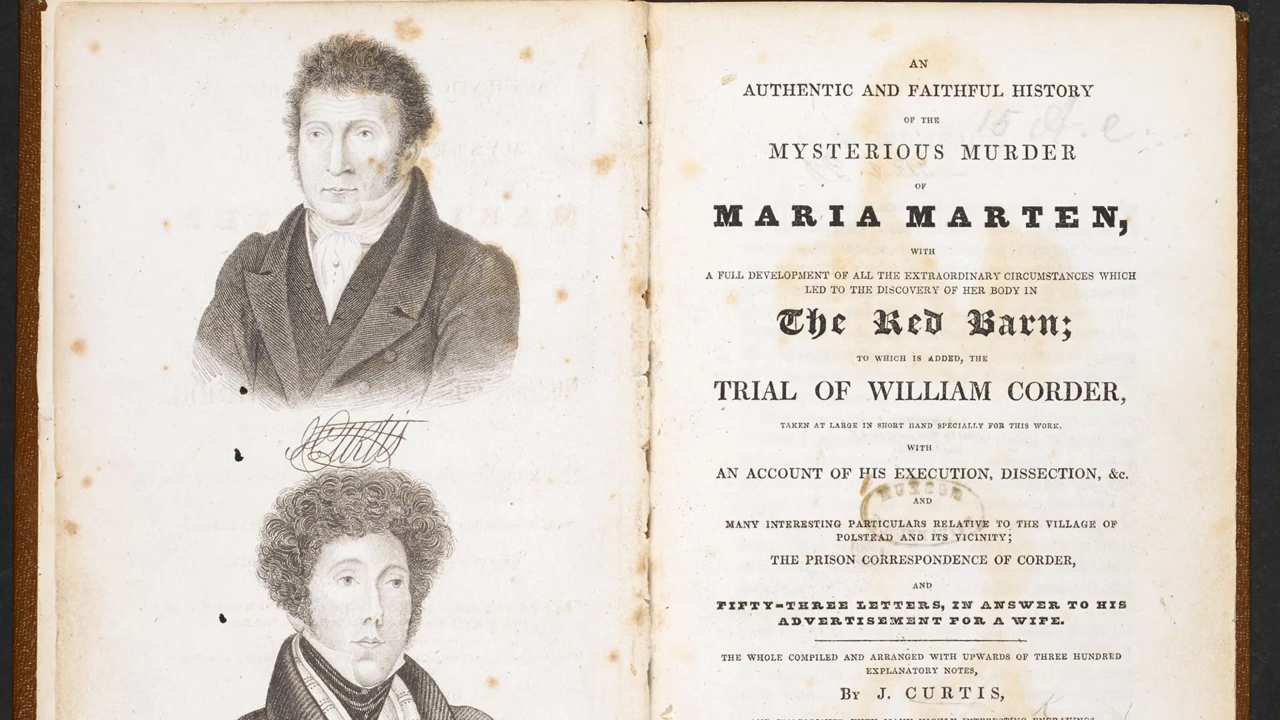 J Curtis
AN
AUTHENTIC AND FAITHFUL HISTORY
OF THE
MYSTERIOUS MURDER
OF
MARIA MARTEN,
WITH
A FULL DEVELOPMENT OF ALL THE EXTRAORDINARY CIRCUMSTANCES WHICH
LED TO THE DISCOVERY OF HER BODY IN
The Red Barn;
TO WHICH IS ADDED, THE
TRIAL OF WILLIAM CORDER,
TAKEN AT LARGE IN SHORT HAND SPECIALLY FOR THIS WORK,
WITH
AN ACCOUNT OF HIS EXECUTION, DISSECTION, &c.
AND
MANY INTERESTING PARTICULARS RELATIVE TO THE VILLAGE OF
POLSTEAD AND ITS VICINITY;
THE PRISON CORRESPONDENCE OF CORDER,
AND
FIFTY-THREE LETTERS, IN ANSWER TO HIS
ADVERTISEMENT FOR A WIFE.
THE WHOLE COMPILED AND ARRANGED WITH UPWARDS OF THREE HUNDRED
EXPLANATORY NOTES,
By J. CURTIS,